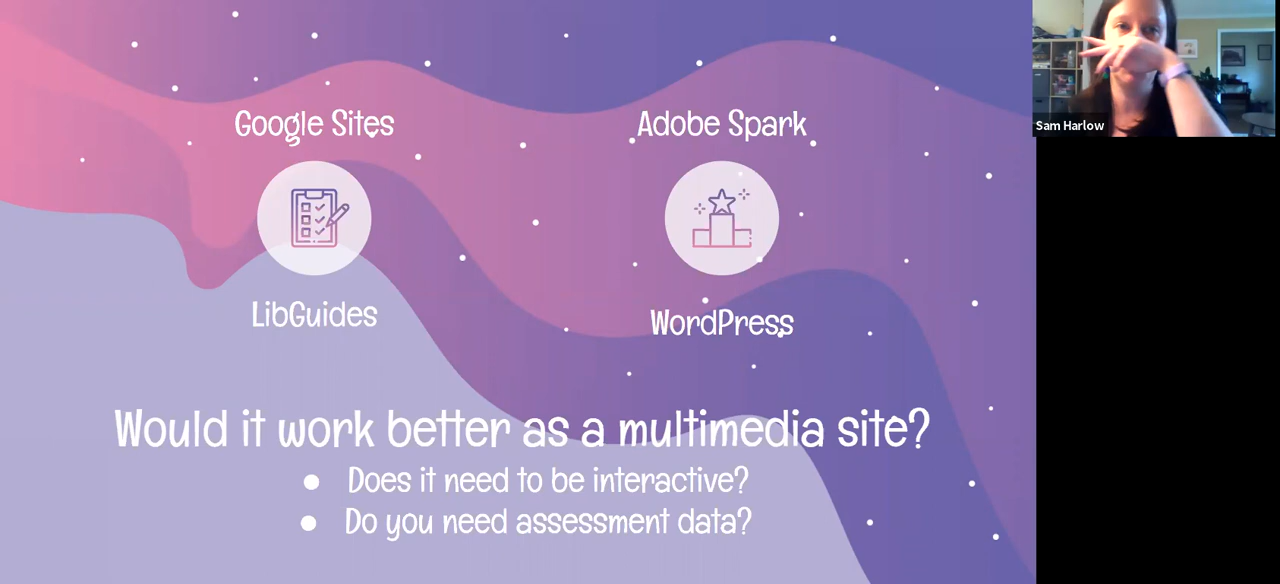 Google Sites
Adobe Spark
LibGuides
WordPress
Would it work better as a multimedia site?
● Does it need to be interactive?
● Do you need assessment data?
Sam Harlow